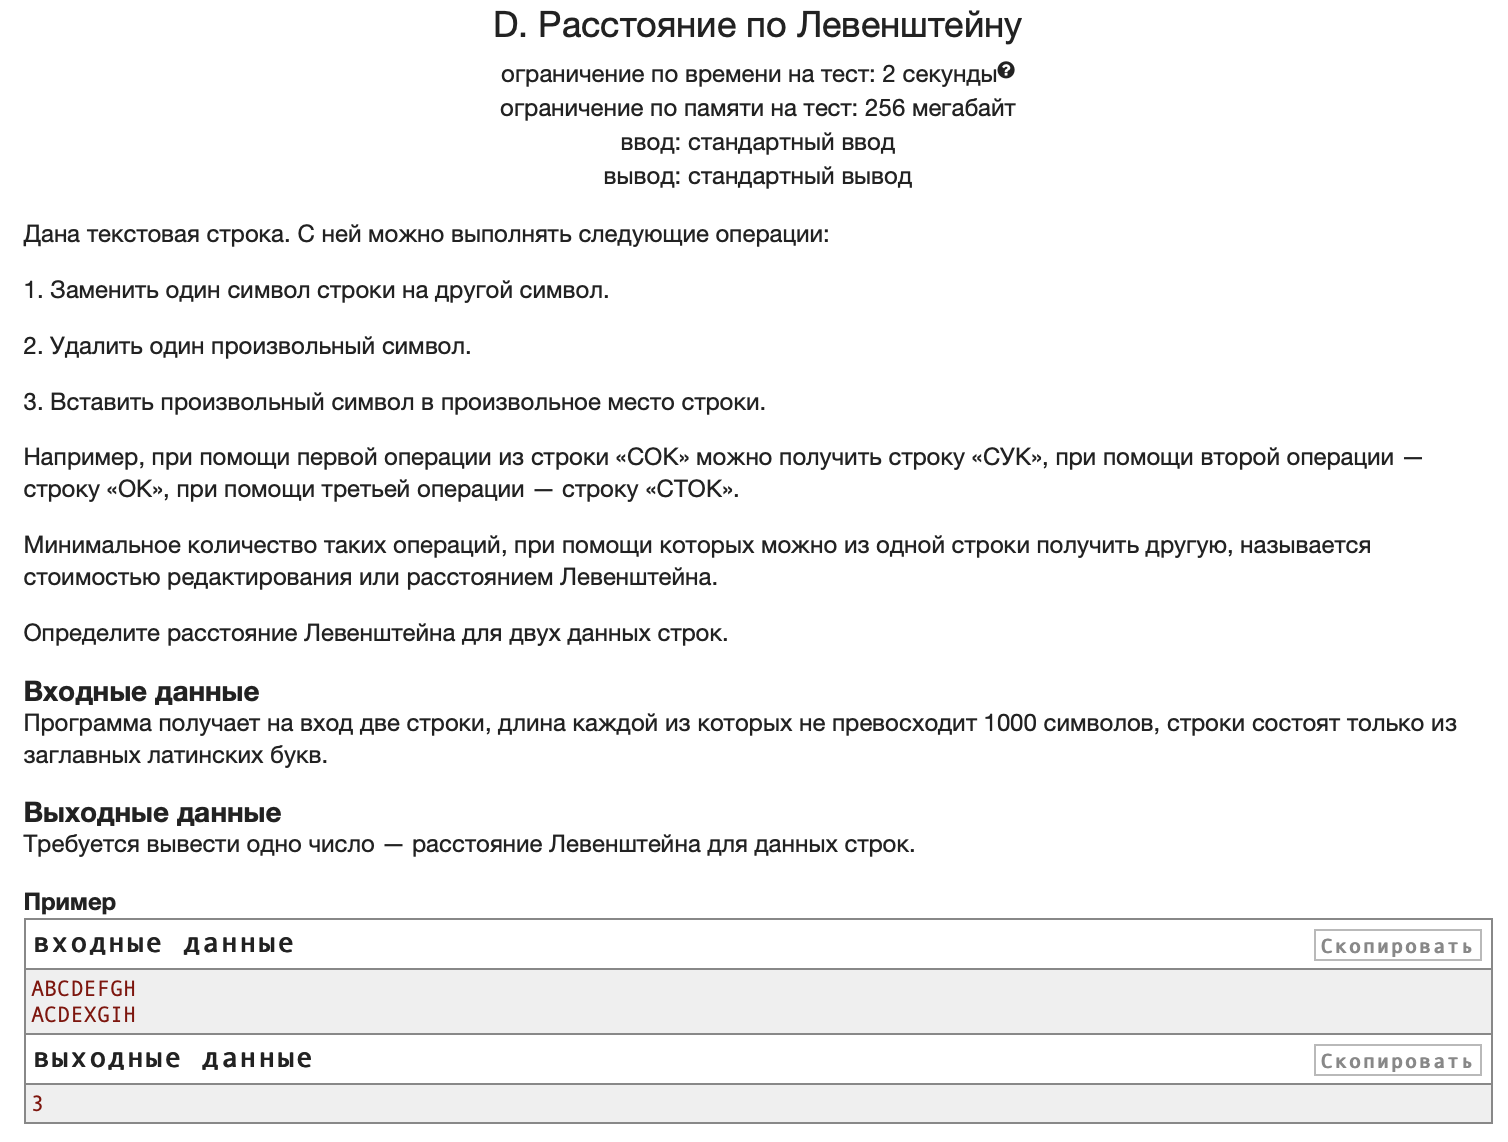 D. Расстояние по Левенштейну
ограничение по времени на тест: 2 секунды?
ограничение по памяти на тест: 256 мегабайт
ввод: стандартный ввод
вывод: стандартный вывод
Дана текстовая строка. С ней можно выполнять следующие операции:
1. Заменить один символ строки на другой символ.
2. Удалить один произвольный символ.
3. Вставить произвольный символ в произвольное место строки.
Например, при помощи первой операции из строки «СОК» можно получить строку «СУК», при помощи второй операции —
строку «ОК», при помощи третьей операции — строку «СТОК».
Минимальное количество таких операций, при помощи которых можно из одной строки получить другую, называется
стоимостью редактирования или расстоянием Левенштейна.
Определите расстояние Левенштейна для двух данных строк.
Входные данные
Программа получает на вход две строки, длина каждой из которых не превосходит 1000 символов, строки состоят только из
заглавных латинских букв.
Выходные данные
Требуется вывести одно число — расстояние Левенштейна для данных строк.
Пример
входные данные
Скопировать
ABCDEFGH
ACDEXGIH
выходные данные
Скопировать
3